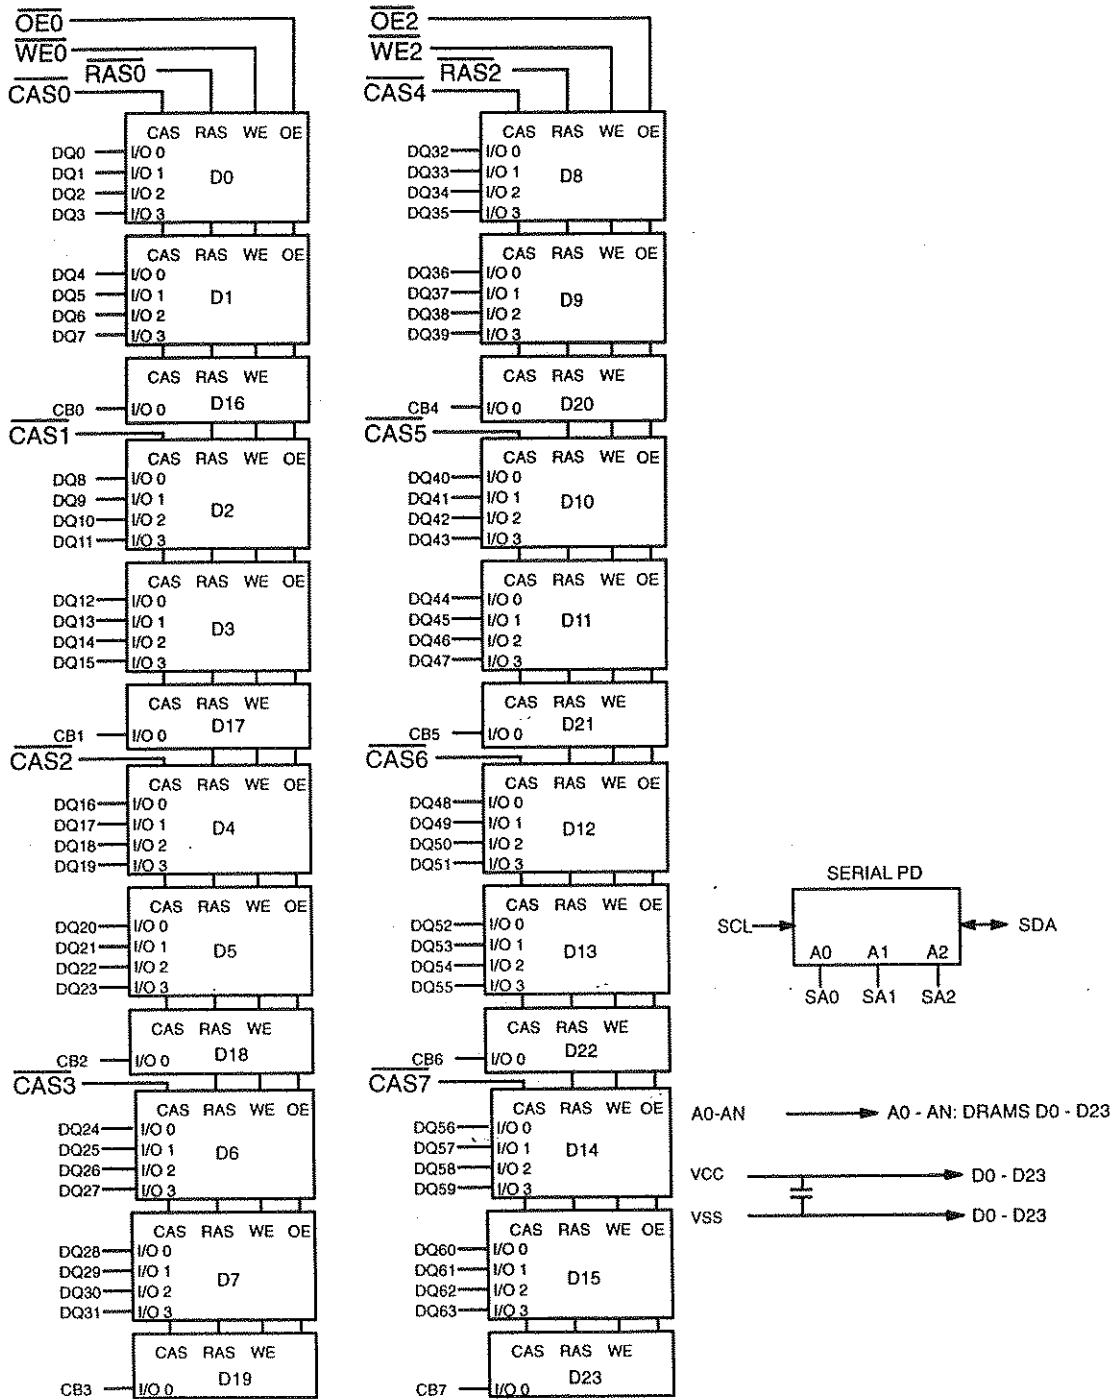 OE0
WE0
RAS0
CAS0
CAS RAS WE OE
DQ0 I/O 0
DQ1 I/O 1
D0
DQ2 I/O 2
DQ3 I/O 3
CAS RAS WE OE
DQ4 I/O 0
DQ5 I/O 1
D1
DQ6 I/O 2
DQ7 I/O 3
CAS RAS WE
D16
CB0 I/O 0
CAS1
CAS RAS WE OE
DQ8 I/O 0
DQ9 I/O 1
D2
DQ10 I/O 2
DQ11 I/O 3
CAS RAS WE OE
DQ12 I/O 0
DQ13 I/O 1
D3
DQ14 I/O 2
DQ15 I/O 3
CAS RAS WE
D17
CB1 I/O 0
CAS2
CAS RAS WE OE
DQ16 I/O 0
DQ17 I/O 1
D4
DQ18 I/O 2
DQ19 I/O 3
CAS RAS WE OE
DQ20 I/O 0
DQ21 I/O 1
D5
DQ22 I/O 2
DQ23 I/O 3
CAS RAS WE
D18
CB2 I/O 0
CAS3
CAS RAS WE OE
DQ24 I/O 0
DQ25 I/O 1
D6
DQ26 I/O 2
DQ27 I/O 3
CAS RAS WE OE
DQ28 I/O 0
DQ29 I/O 1
D7
DQ30 I/O 2
DQ31 I/O 3
CAS RAS WE
D19
CB3 I/O 0
OE2
WE2
RAS2
CAS4
CAS RAS WE OE
DQ32 I/O 0
DQ33 I/O 1
D8
DQ34 I/O 2
DQ35 I/O 3
CAS RAS WE OE
DQ36 I/O 0
DQ37 I/O 1
D9
DQ38 I/O 2
DQ39 I/O 3
CAS RAS WE
D20
CB4 I/O 0
CAS5
CAS RAS WE OE
DQ40 I/O 0
DQ41 I/O 1
D10
DQ42 I/O 2
DQ43 I/O 3
CAS RAS WE OE
DQ44 I/O 0
DQ45 I/O 1
D11
DQ46 I/O 2
DQ47 I/O 3
CAS RAS WE
D21
CB5 I/O 0
CAS6
CAS RAS WE OE
DQ48 I/O 0
DQ49 I/O 1
D12
DQ50 I/O 2
DQ51 I/O 3
CAS RAS WE OE
DQ52 I/O 0
DQ53 I/O 1
D13
DQ54 I/O 2
DQ55 I/O 3
CAS RAS WE
D22
CB6 I/O 0
CAS7
CAS RAS WE OE
DQ56 I/O 0
DQ57 I/O 1
D14
DQ58 I/O 2
DQ59 I/O 3
CAS RAS WE OE
DQ60 I/O 0
DQ61 I/O 1
D15
DQ62 I/O 2
DQ63 I/O 3
CAS RAS WE
D23
CB7 I/O 0
SERIAL PD
SCL SDA
A0 A1 A2
SA0 SA1 SA2
A0-AN A0 - AN: DRAMS D0 - D23
VCC D0 - D23
VSS D0 - D23